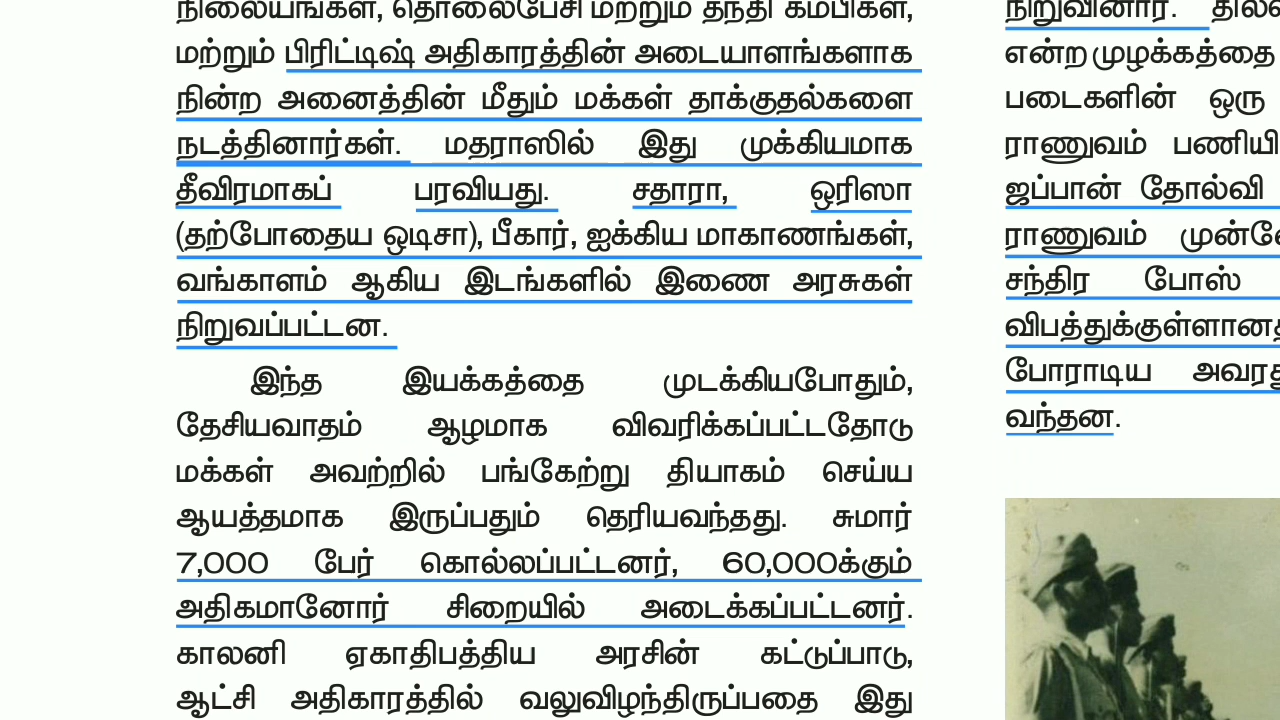 நிலையங்கள், தொலைபேசி மற்றும் தந்தி கம்பிகள்,
மற்றும் பிரிட்டிஷ் அதிகாரத்தின் அடையாளங்களாக
நின்ற அனைத்தின் மீதும் மக்கள் தாக்குதல்களை
நடத்தினார்கள். மதராஸில் இது முக்கியமாக
தீவிரமாகப் பரவியது. சதாரா, ஒரிஸா
(தற்போதைய ஒடிசா), பீகார், ஐக்கிய மாகாணங்கள்,
வங்காளம் ஆகிய இடங்களில் இணை அரசுகள்
நிறுவப்பட்டன.
இந்த இயக்கத்தை முடக்கியபோதும்,
தேசியவாதம் ஆழமாக விவரிக்கப்பட்டதோடு
மக்கள் அவற்றில் பங்கேற்று தியாகம் செய்ய
ஆயத்தமாக இருப்பதும் தெரியவந்தது. சுமார்
7,000 பேர் கொல்லப்பட்டனர், 60,000க்கும்
அதிகமானோர் சிறையில் அடைக்கப்பட்டனர்.
காலனி ஏகாதிபத்திய அரசின் கட்டுப்பாடு,
ஆட்சி அதிகாரத்தில் வலுவிழந்திருப்பதை இது
நிறுவினார்.
என்ற முழக்கத்தை
படைகளின் ஒரு
ராணுவம்
ஜப்பான் தோல்வி
ராணுவம்
சந்திர போஸ்
போராடிய
வந்தன.